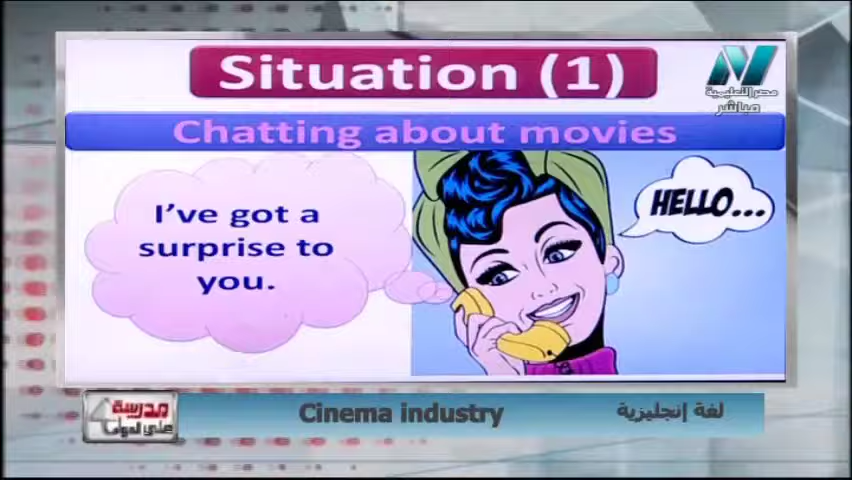 Situation (1)
مصر التعليمية
مباشر
Chatting about movies
I've got a
surprise to
you.
HELLO...
مدرسة
على الهواء
Cinema industry
لغة إنجليزية